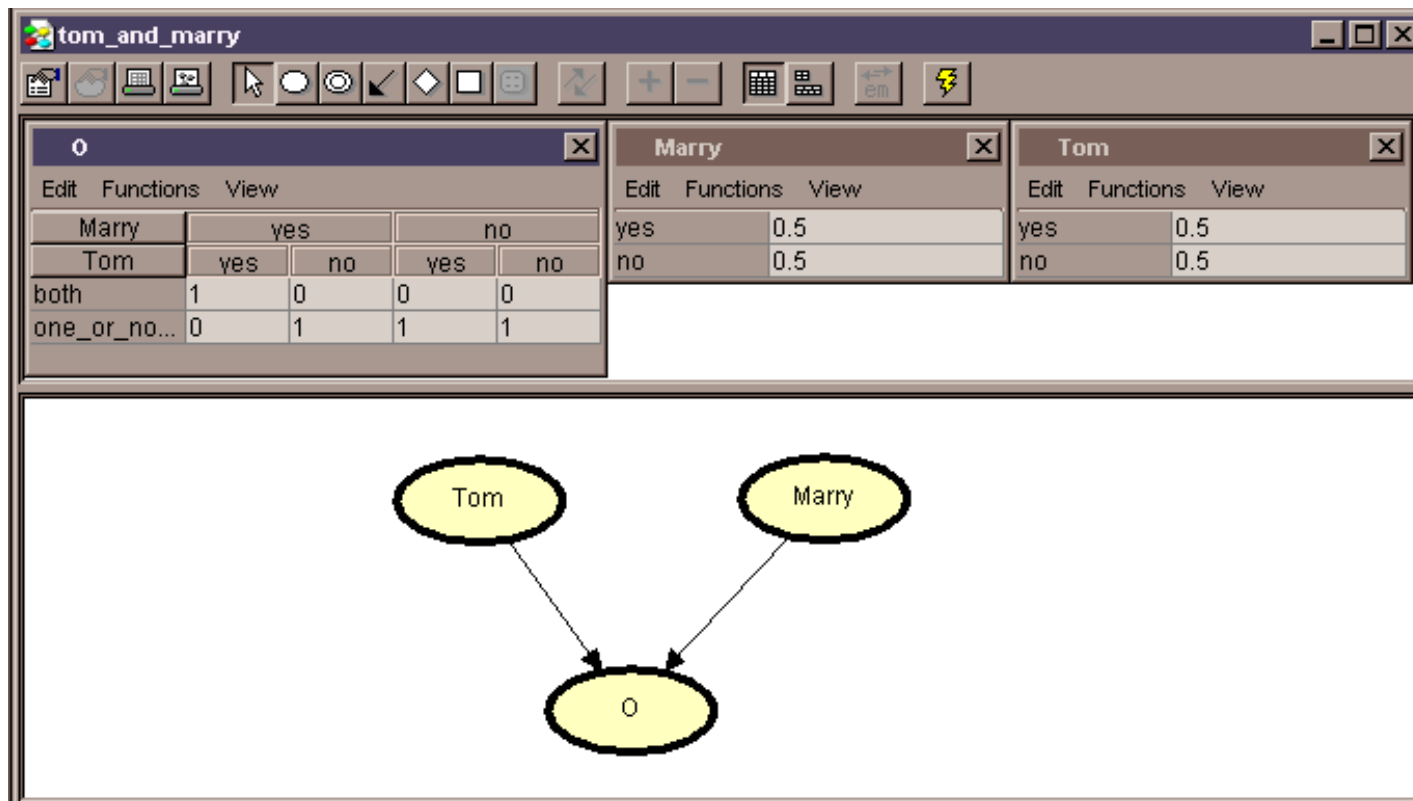 tom_and_marry
em
O
Edit Functions View
Marry yes no
Tom yes no yes no
both 1 0 0 0
one_or_no... 0 1 1 1
Marry
Edit Functions View
yes 0.5
no 0.5
Tom
Edit Functions View
yes 0.5
no 0.5
Tom
Marry
O